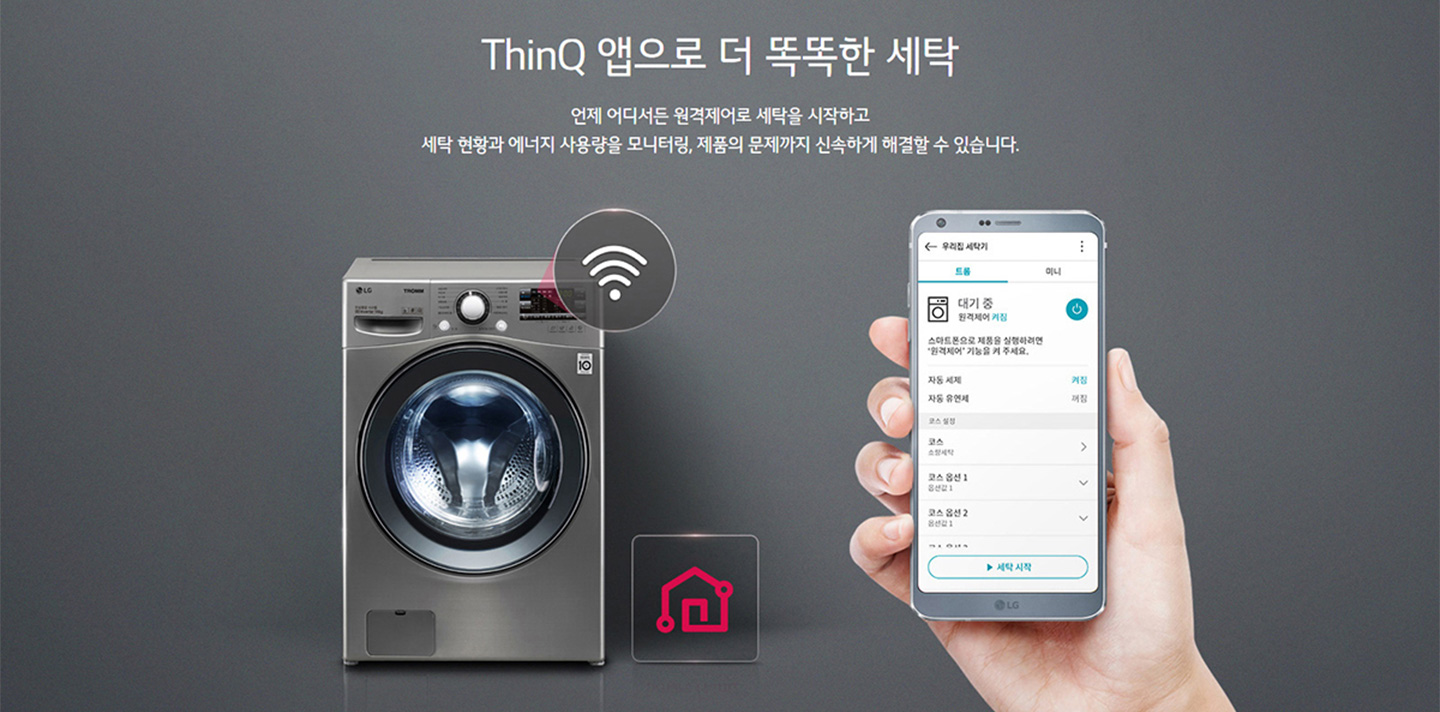 ThinQ 앱으로 더 똑똑한 세탁
언제 어디서든 원격제어로 세탁을 시작하고
세탁 현황과 에너지 사용량을 모니터링, 제품의 문제까지 신속하게 해결할 수 있습니다.
LG
TROMM
우리집 세탁기
트롬 미니
대기 중
원격제어 켜짐
스마트폰으로 제품을 실행하려면
'원격제어' 기능을 켜 주세요.
자동 세제 켜짐
자동 유연제 꺼짐
코스 설정
코스
소량세탁
코스 옵션 1
옵션값 1
코스 옵션 2
옵션값 1
세탁 시작
LG